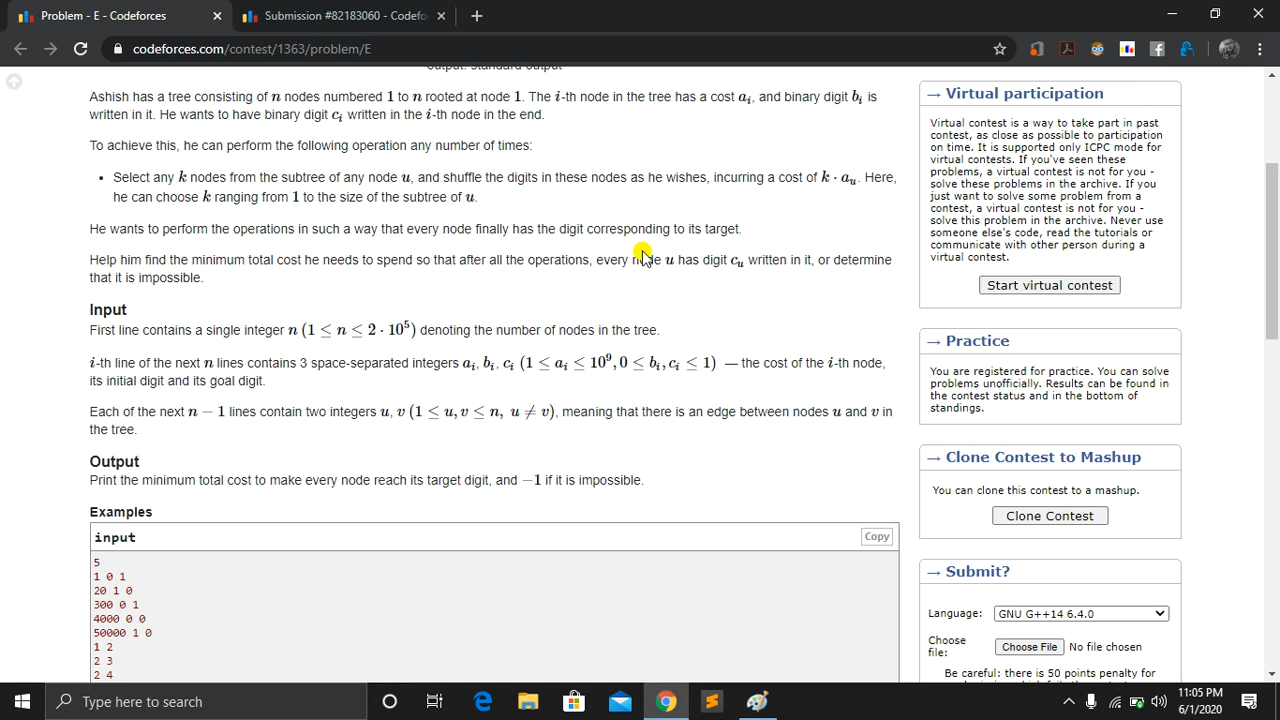 Problem - E - Codeforces
Submission #82183060 - Codefo
codeforces.com/contest/1363/problem/E
output: standard output
Ashish has a tree consisting of n nodes numbered 1 to n rooted at node 1. The i-th node in the tree has a cost a_i, and binary digit b_i is
written in it. He wants to have binary digit c_i written in the i-th node in the end.
To achieve this, he can perform the following operation any number of times:
• Select any k nodes from the subtree of any node u, and shuffle the digits in these nodes as he wishes, incurring a cost of k · a_u. Here,
he can choose k ranging from 1 to the size of the subtree of u.
He wants to perform the operations in such a way that every node finally has the digit corresponding to its target.
Help him find the minimum total cost he needs to spend so that after all the operations, every node u has digit c_u written in it, or determine
that it is impossible.
Input
First line contains a single integer n (1 ≤ n ≤ 2 · 10^5) denoting the number of nodes in the tree.
i-th line of the next n lines contains 3 space-separated integers a_i, b_i, c_i (1 ≤ a_i ≤ 10^9, 0 ≤ b_i, c_i ≤ 1) — the cost of the i-th node,
its initial digit and its goal digit.
Each of the next n − 1 lines contain two integers u, v (1 ≤ u, v ≤ n, u ≠ v), meaning that there is an edge between nodes u and v in
the tree.
Output
Print the minimum total cost to make every node reach its target digit, and −1 if it is impossible.
Examples
input
Copy
5
1 0 1
20 1 0
300 0 1
4000 0 0
50000 1 0
1 2
2 3
2 4
→ Virtual participation
Virtual contest is a way to take part in past
contest, as close as possible to participation
on time. It is supported only ICPC mode for
virtual contests. If you've seen these
problems, a virtual contest is not for you -
solve these problems in the archive. If you
just want to solve some problem from a
contest, a virtual contest is not for you -
solve this problem in the archive. Never use
someone else's code, read the tutorials or
communicate with other person during a
virtual contest.
Start virtual contest
→ Practice
You are registered for practice. You can solve
problems unofficially. Results can be found in
the contest status and in the bottom of
standings.
→ Clone Contest to Mashup
You can clone this contest to a mashup.
Clone Contest
→ Submit?
Language: GNU G++14 6.4.0
Choose
file:
Choose File No file chosen
Be careful: there is 50 points penalty for
Type here to search
11:05 PM
6/1/2020